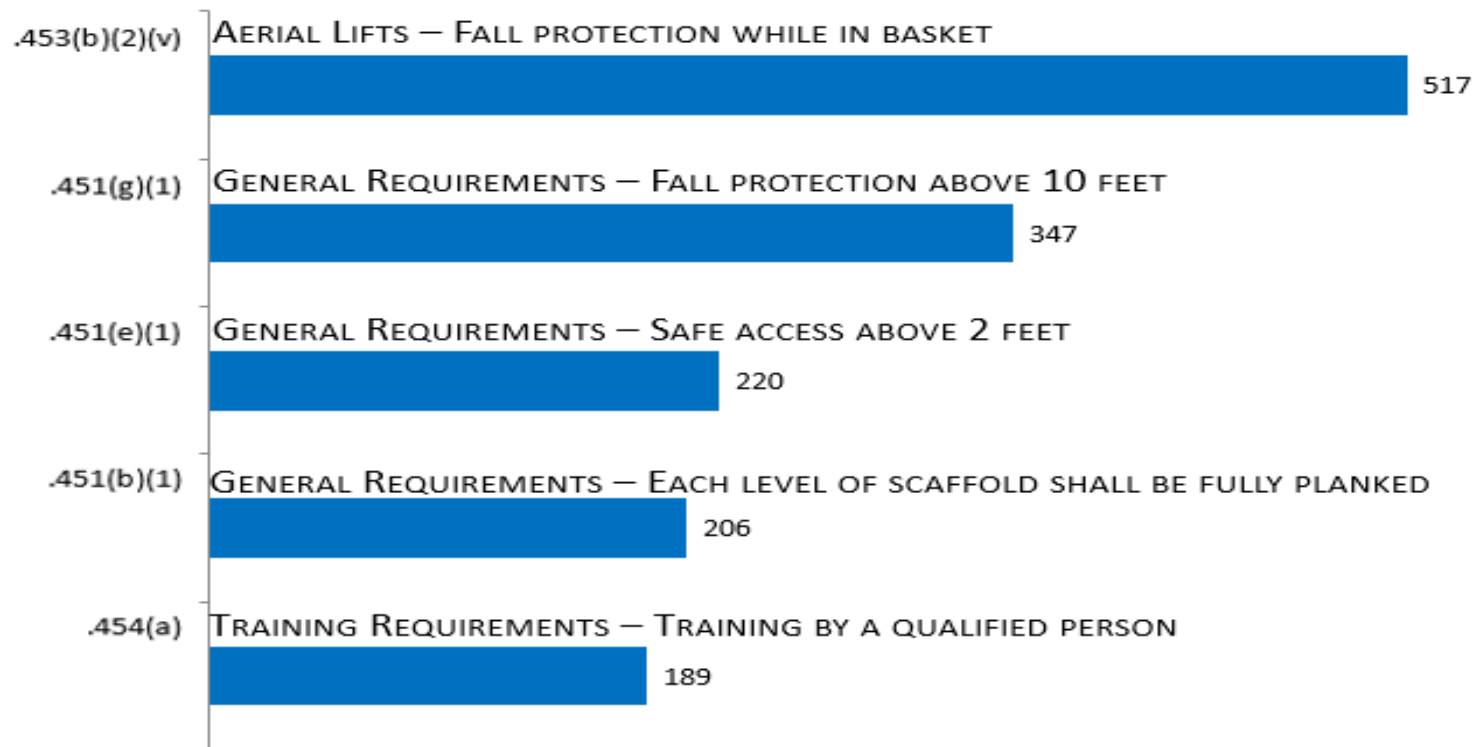 .453(b)(2)(v) AERIAL LIFTS – FALL PROTECTION WHILE IN BASKET
517
.451(g)(1) GENERAL REQUIREMENTS – FALL PROTECTION ABOVE 10 FEET
347
.451(e)(1) GENERAL REQUIREMENTS – SAFE ACCESS ABOVE 2 FEET
220
.451(b)(1) GENERAL REQUIREMENTS – EACH LEVEL OF SCAFFOLD SHALL BE FULLY PLANKED
206
.454(a) TRAINING REQUIREMENTS – TRAINING BY A QUALIFIED PERSON
189